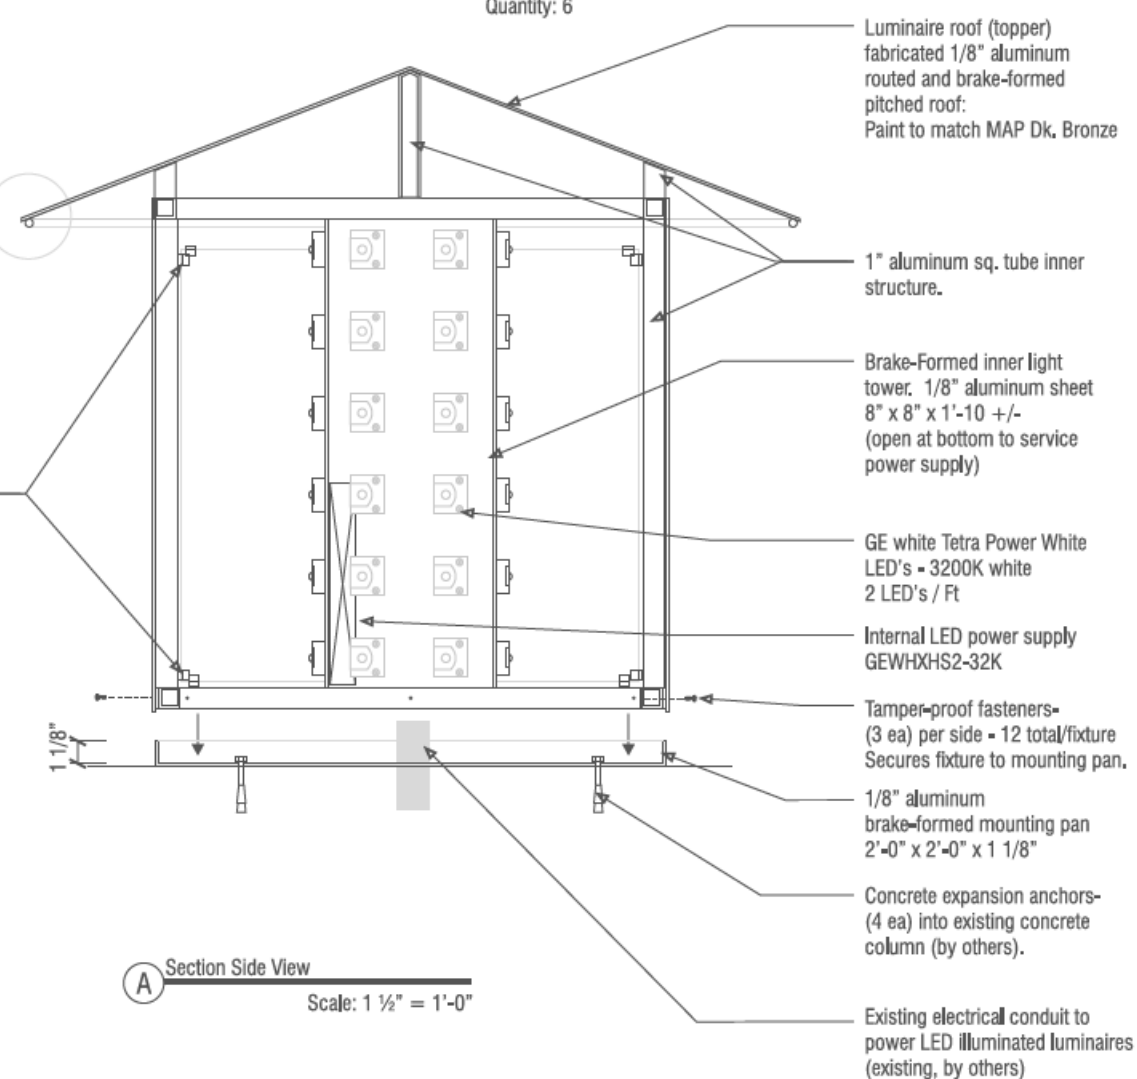 Quantity: 6
Luminaire roof (topper)
fabricated 1/8" aluminum
routed and brake-formed
pitched roof:
Paint to match MAP Dk. Bronze
1" aluminum sq. tube inner
structure.
Brake-Formed inner light
tower. 1/8" aluminum sheet
8" x 8" x 1'-10 +/-
(open at bottom to service
power supply)
GE white Tetra Power White
LED's - 3200K white
2 LED's / Ft
Internal LED power supply
GEWHXHS2-32K
Tamper-proof fasteners-
(3 ea) per side - 12 total/fixture
Secures fixture to mounting pan.
1 1/8"
1/8" aluminum
brake-formed mounting pan
2'-0" x 2'-0" x 1 1/8"
Concrete expansion anchors-
(4 ea) into existing concrete
column (by others).
A
Section Side View
Scale: 1 ½" = 1'-0"
Existing electrical conduit to
power LED illuminated luminaires
(existing, by others)